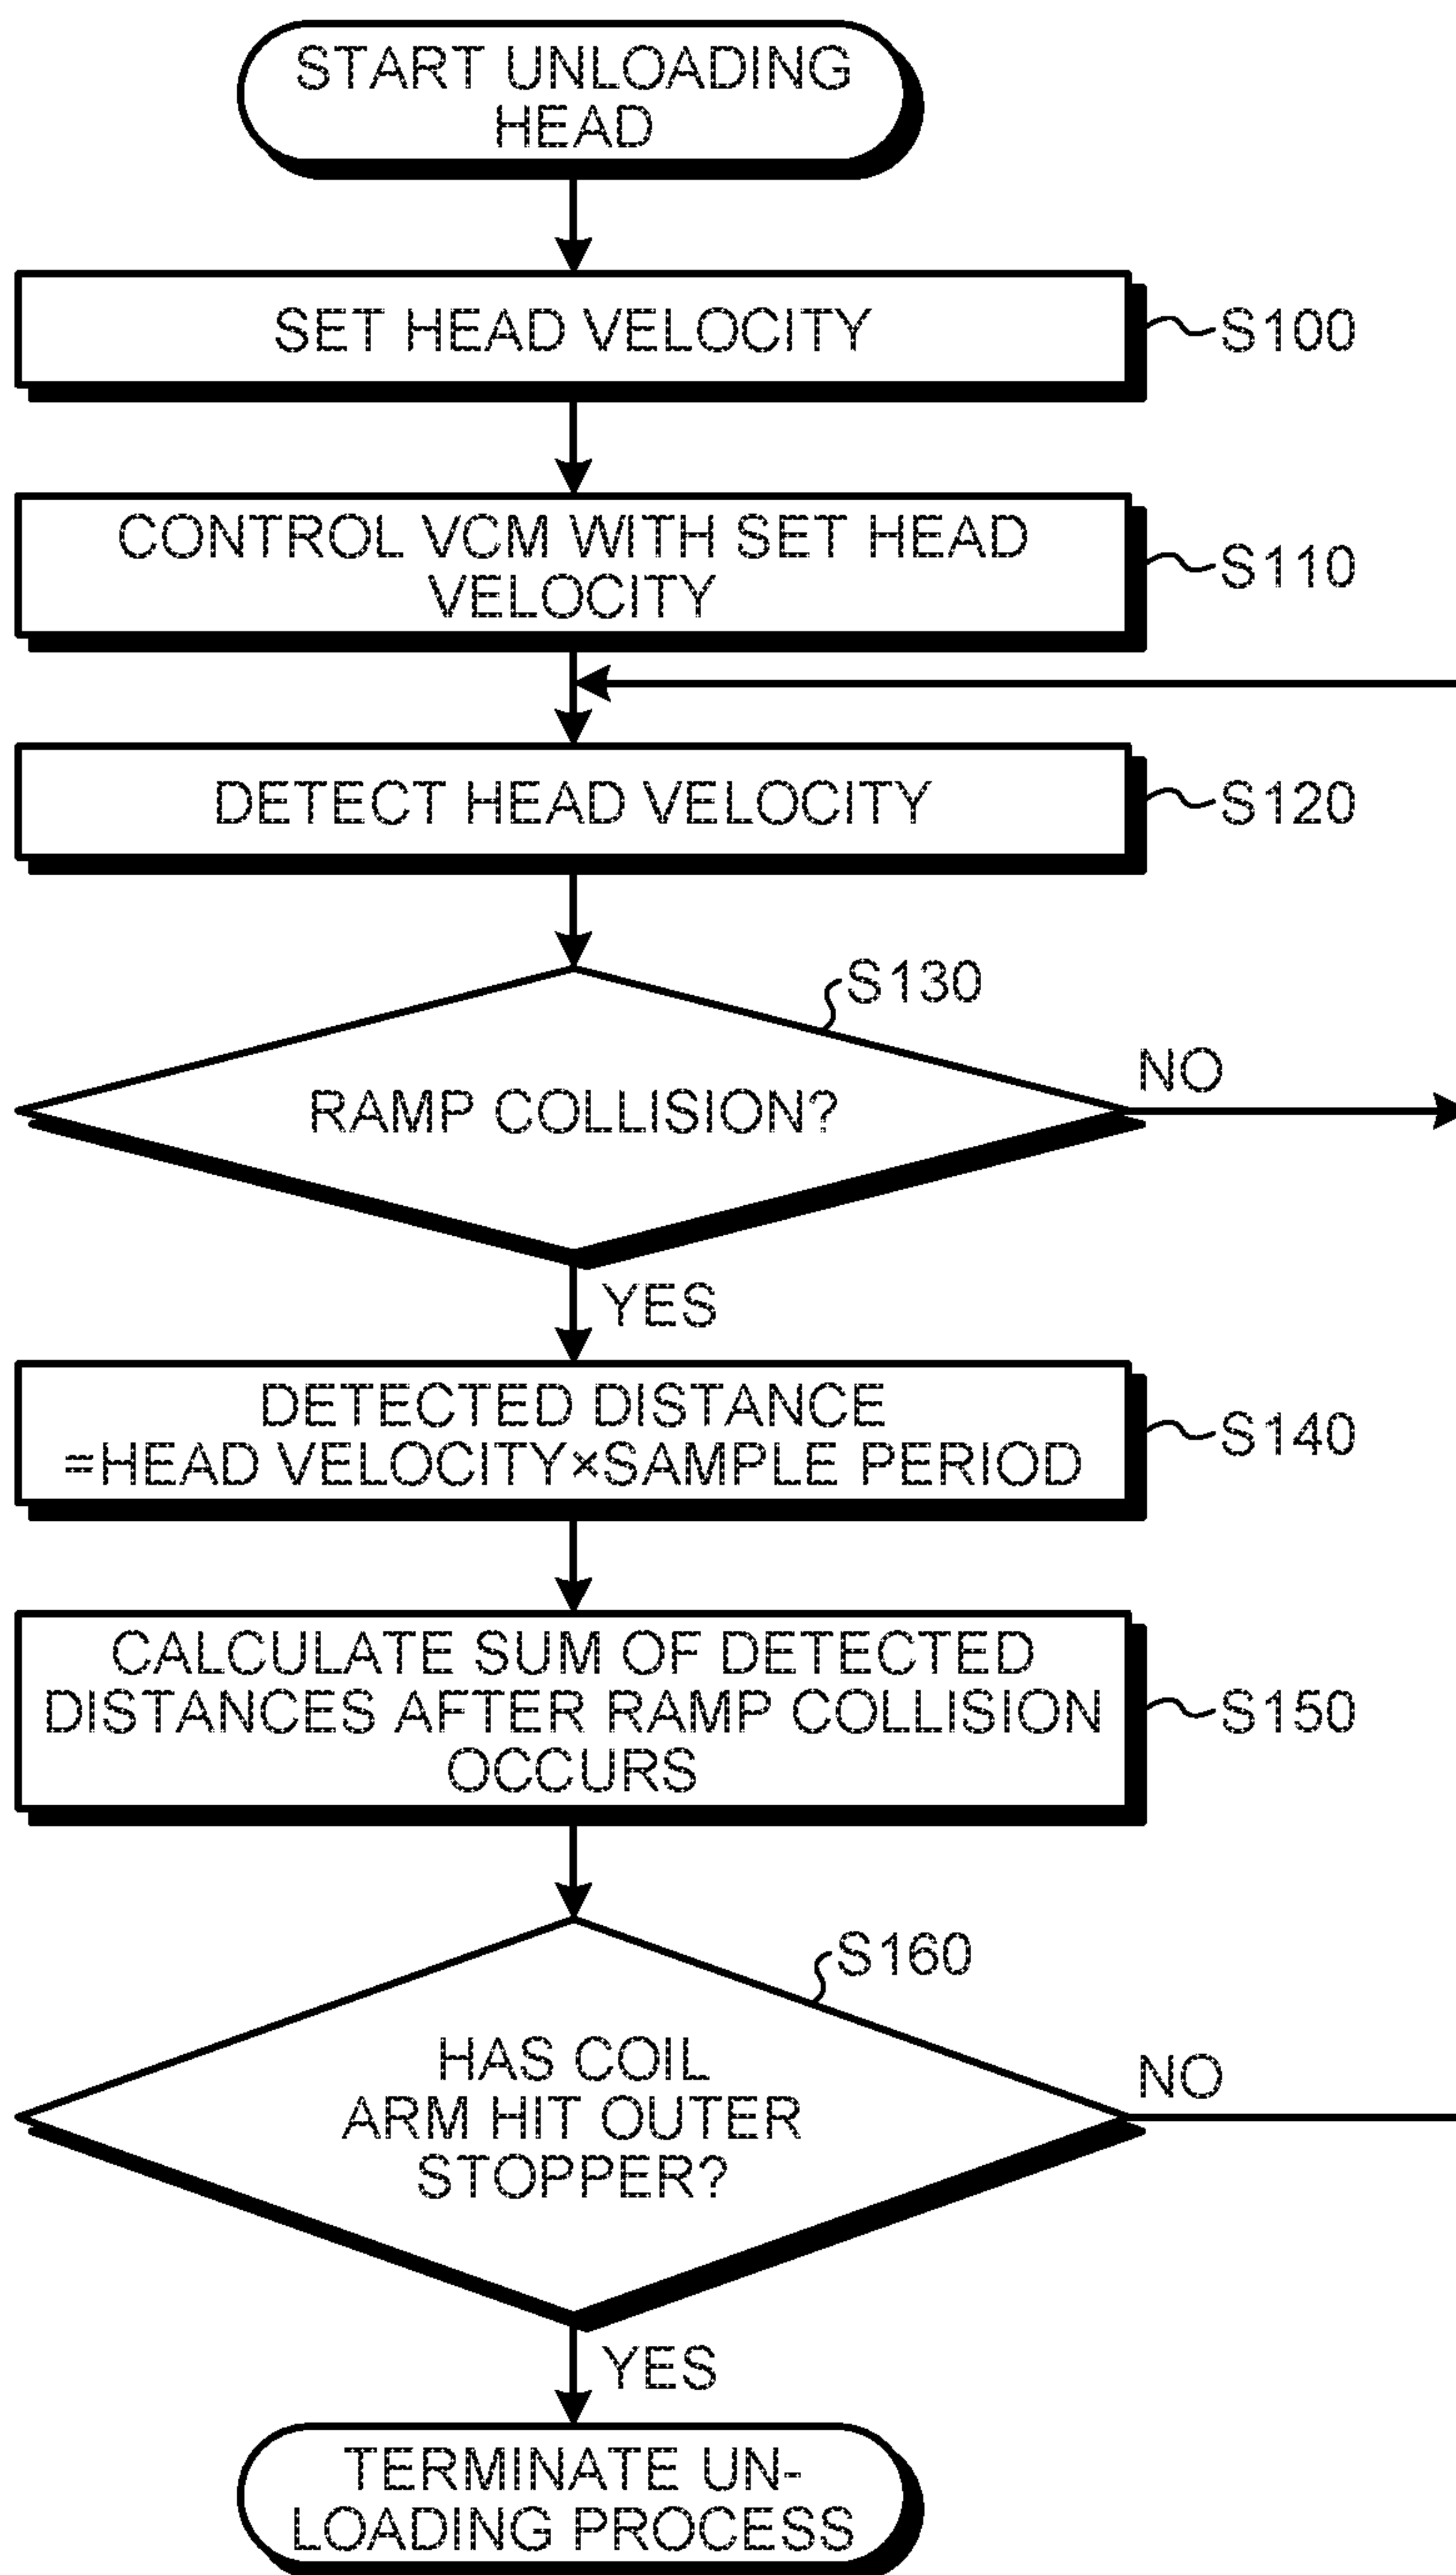 START UNLOADING
HEAD
SET HEAD VELOCITY
S100
CONTROL VCM WITH SET HEAD
VELOCITY
S110
DETECT HEAD VELOCITY
S120
S130
RAMP COLLISION?
NO
YES
DETECTED DISTANCE
=HEAD VELOCITY×SAMPLE PERIOD
S140
CALCULATE SUM OF DETECTED
DISTANCES AFTER RAMP COLLISION
OCCURS
S150
S160
HAS COIL
ARM HIT OUTER
STOPPER?
NO
YES
TERMINATE UN-
LOADING PROCESS